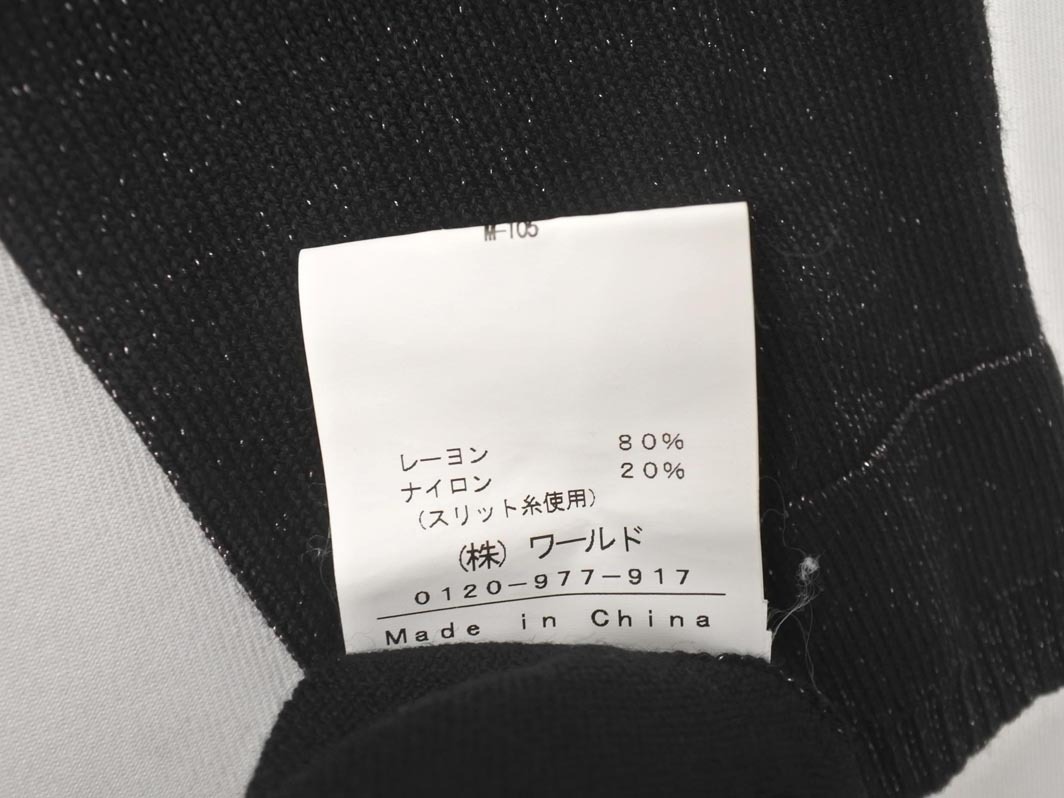 M-105
レーヨン 80%
ナイロン 20%
(スリット糸使用)
(株) ワールド
0120-977-917
Made in China